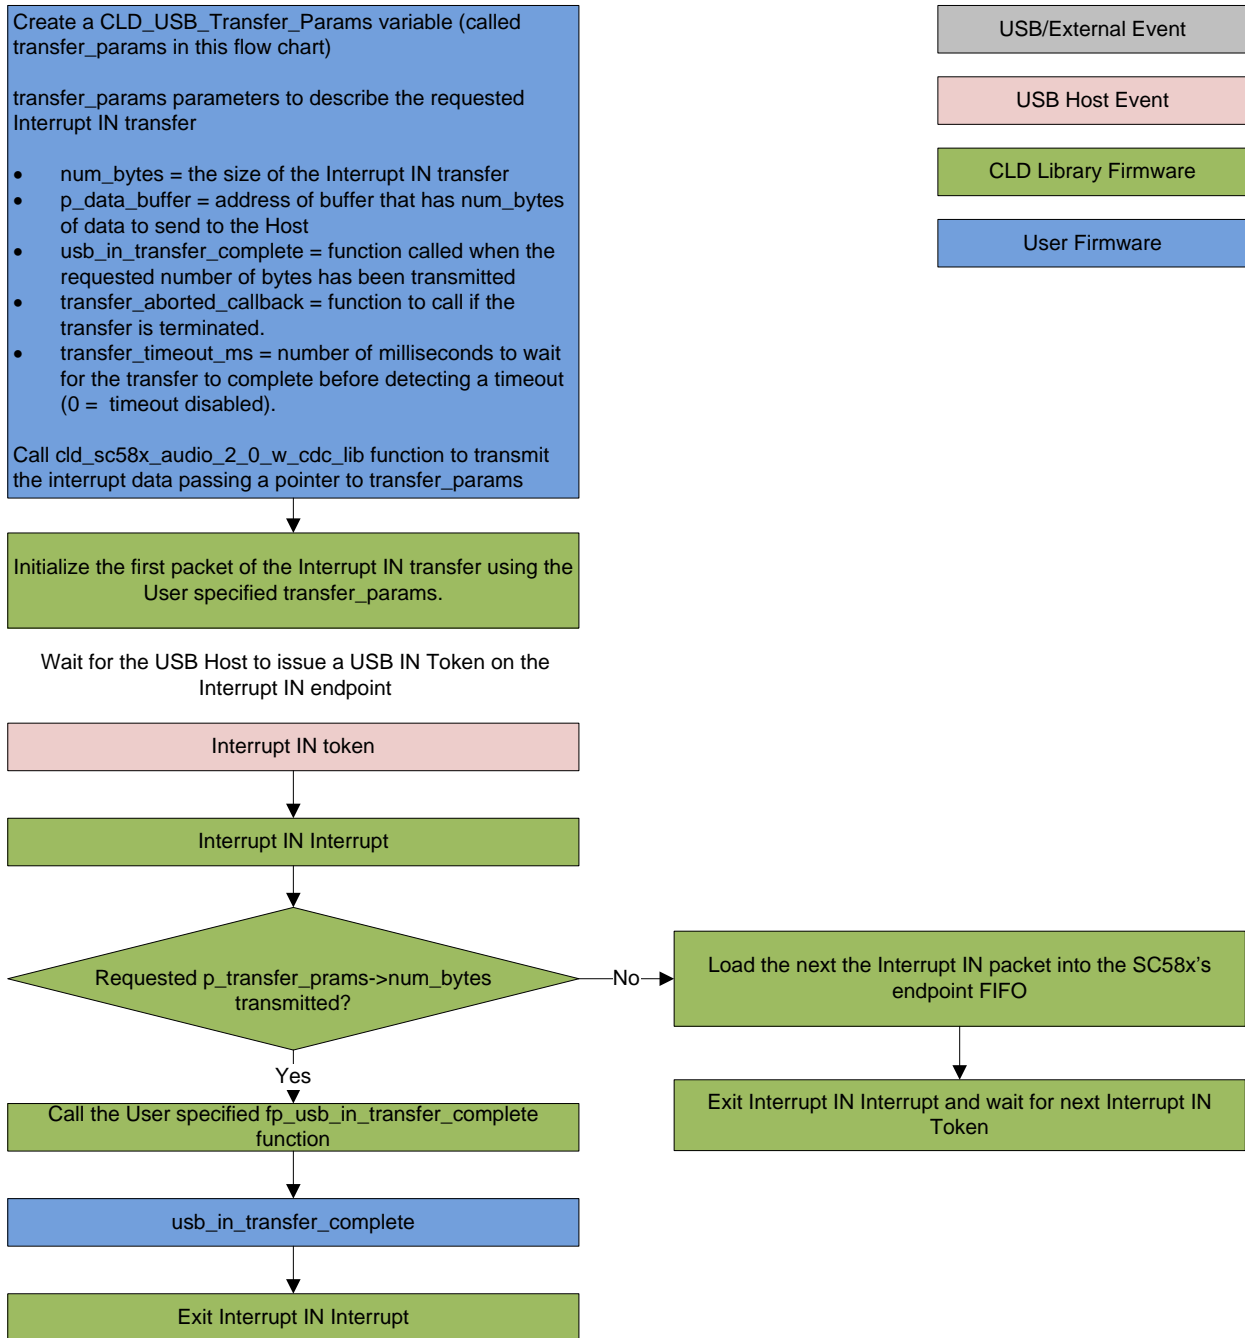 Create a CLD_USB_Transfer_Params variable (called
transfer_params in this flow chart)
transfer_params parameters to describe the requested
Interrupt IN transfer
• num_bytes = the size of the Interrupt IN transfer
• p_data_buffer = address of buffer that has num_bytes
of data to send to the Host
• usb_in_transfer_complete = function called when the
requested number of bytes has been transmitted
• transfer_aborted_callback = function to call if the
transfer is terminated.
• transfer_timeout_ms = number of milliseconds to wait
for the transfer to complete before detecting a timeout
(0 = timeout disabled).
Call cld_sc58x_audio_2_0_w_cdc_lib function to transmit
the interrupt data passing a pointer to transfer_params
USB/External Event
USB Host Event
CLD Library Firmware
User Firmware
Initialize the first packet of the Interrupt IN transfer using the
User specified transfer_params.
Wait for the USB Host to issue a USB IN Token on the
Interrupt IN endpoint
Interrupt IN token
Interrupt IN Interrupt
Requested p_transfer_prams->num_bytes
transmitted?
No
Load the next the Interrupt IN packet into the SC58x's
endpoint FIFO
Exit Interrupt IN Interrupt and wait for next Interrupt IN
Token
Yes
Call the User specified fp_usb_in_transfer_complete
function
usb_in_transfer_complete
Exit Interrupt IN Interrupt